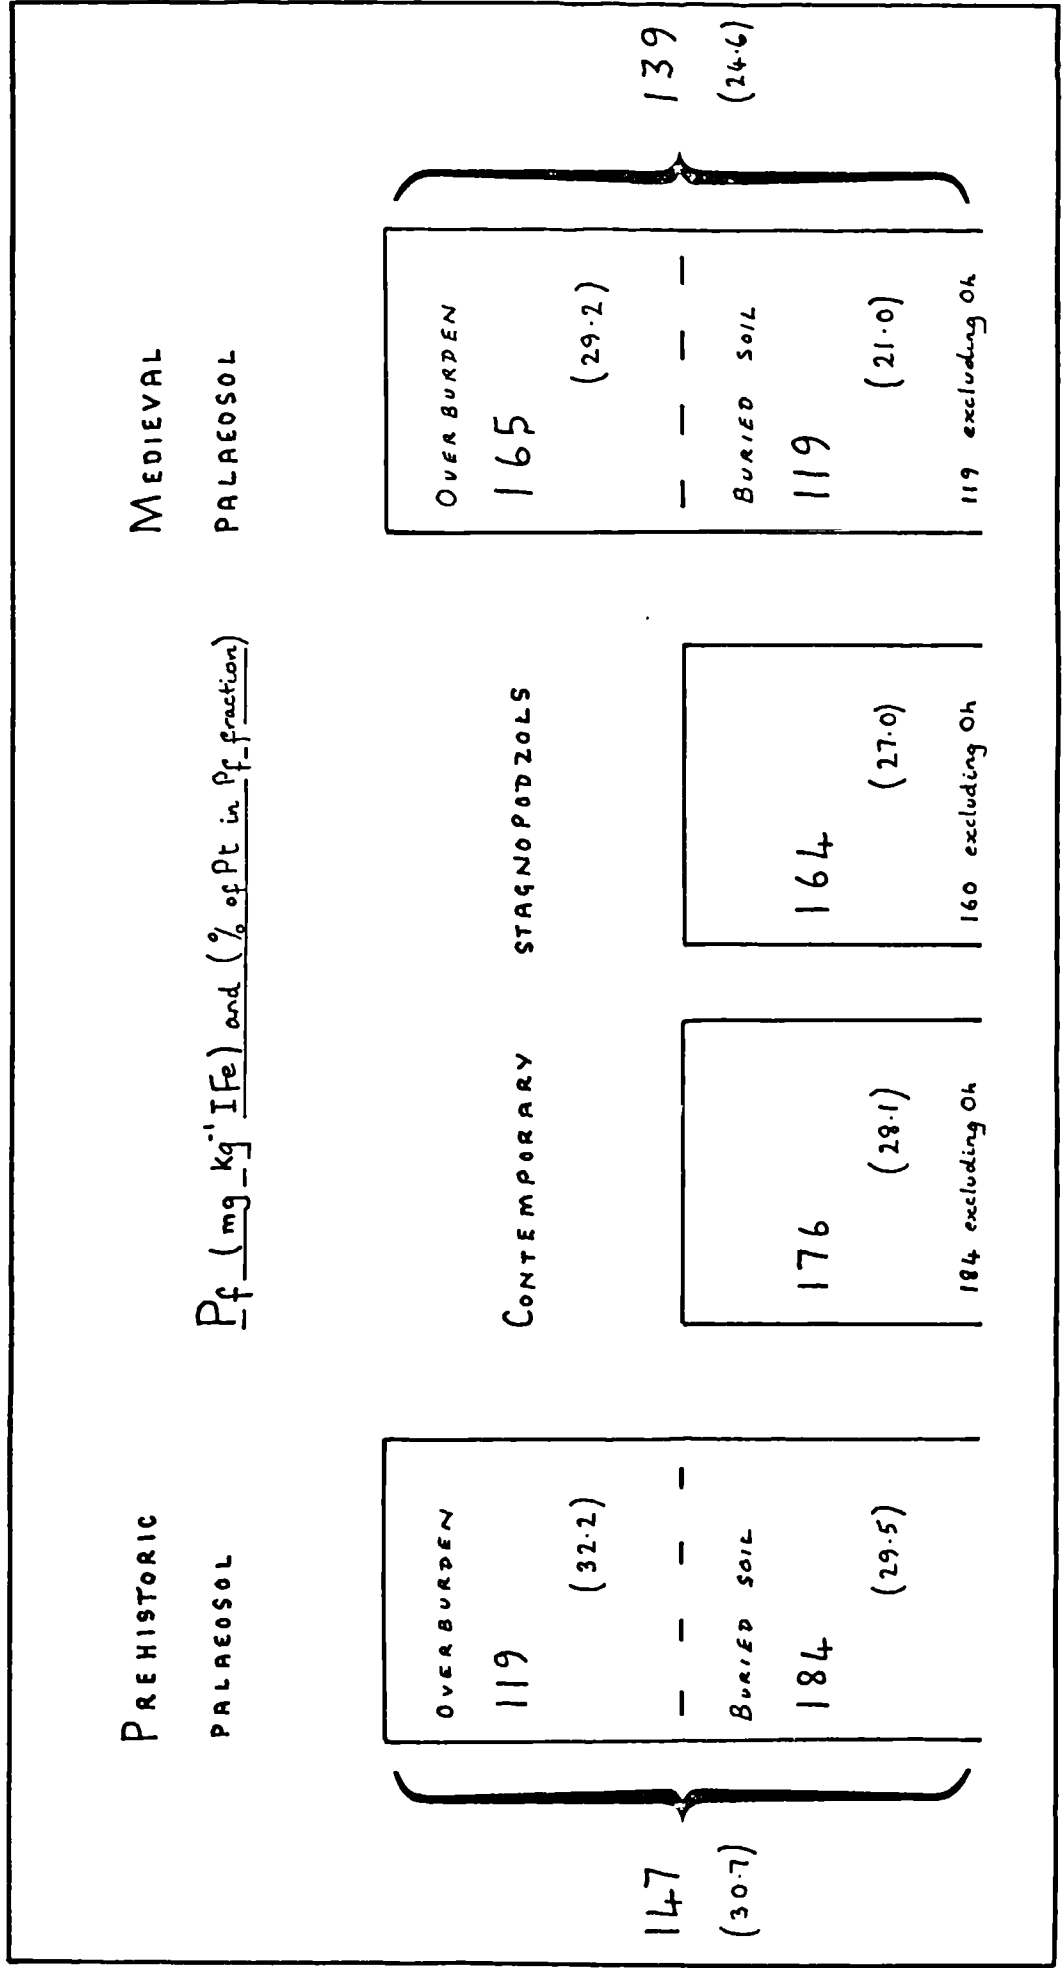 Pf (mg kg⁻¹ IFe) and (% of Pt in Pf fraction)
PREHISTORIC
PALAEOSOL
OVERBURDEN
119
(32.2)
BURIED SOIL
184
(29.5)
147
(30.7)
CONTEMPORARY STAGNOPODZOLS
176
(28.1)
184 excluding Oh
164
(27.0)
160 excluding Oh
MEDIEVAL
PALAEOSOL
OVERBURDEN
165
(29.2)
BURIED SOIL
119
(21.0)
119 excluding Oh
139
(24.6)